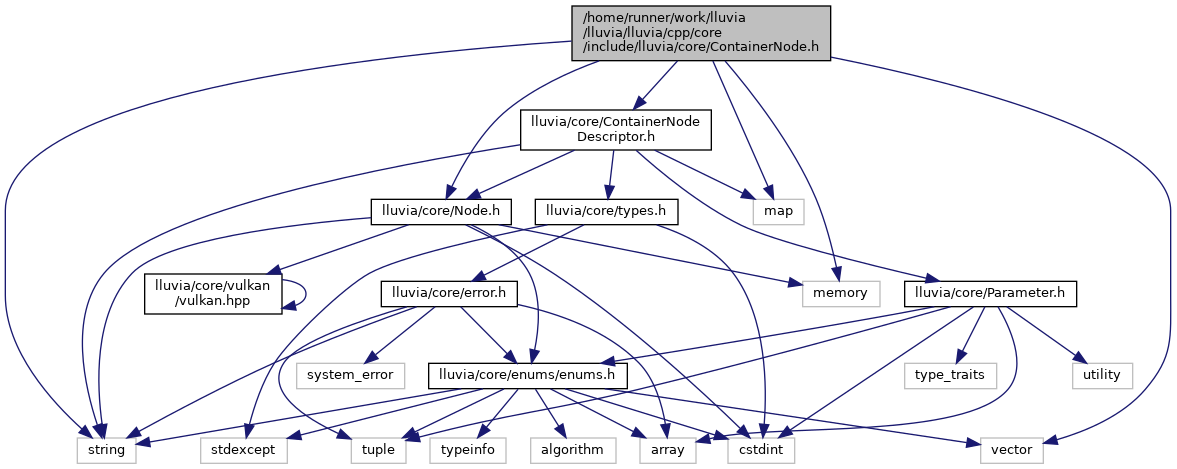 /home/runner/work/lluvia
/lluvia/lluvia/cpp/core
/include/lluvia/core/ContainerNode.h
lluvia/core/ContainerNode
Descriptor.h
lluvia/core/Node.h
lluvia/core/types.h
map
lluvia/core/vulkan
/vulkan.hpp
lluvia/core/error.h
memory
lluvia/core/Parameter.h
system_error
lluvia/core/enums/enums.h
type_traits
utility
string
stdexcept
tuple
typeinfo
algorithm
array
cstdint
vector